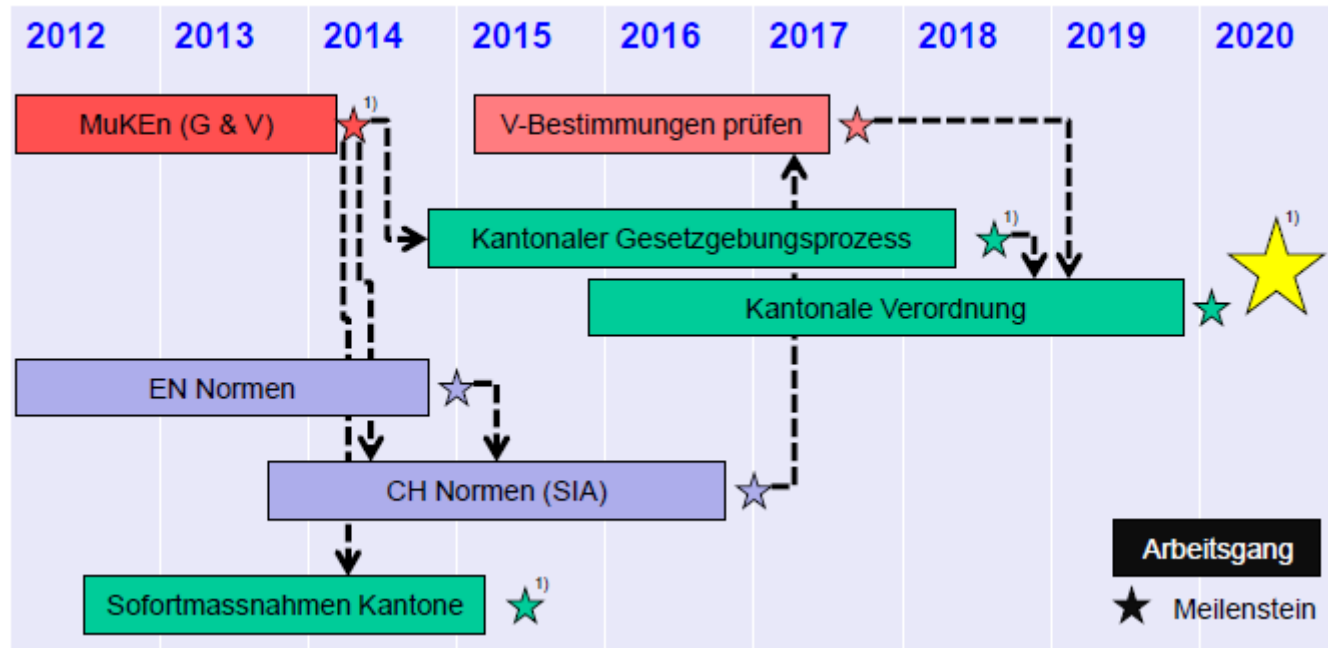 2012 2013 2014 2015 2016 2017 2018 2019 2020
MuKEn (G & V) 1) V-Bestimmungen prüfen
Kantonaler Gesetzgebungsprozess 1) 1)
Kantonale Verordnung
EN Normen
CH Normen (SIA)
Arbeitsgang
Sofortmassnahmen Kantone 1) Meilenstein